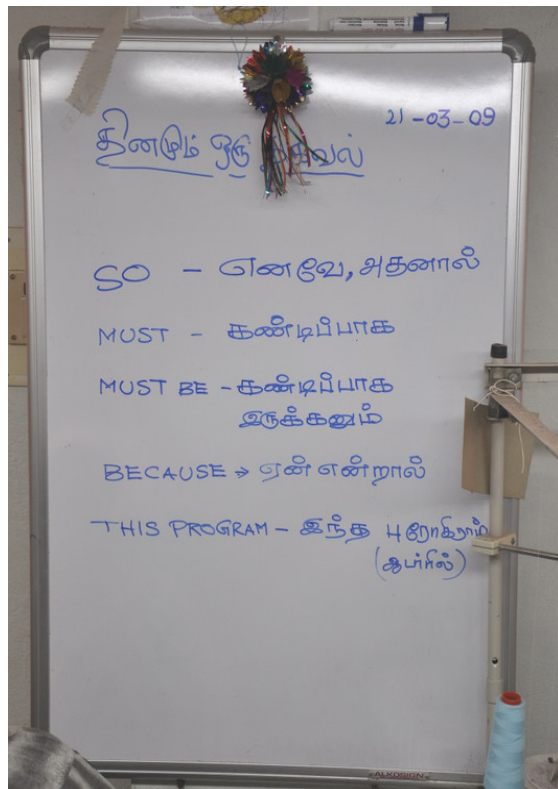 21-03-09
தினமும் ஒரு தகவல்
SO - எனவே, அதனால்
MUST - கண்டிப்பாக
MUST BE - கண்டிப்பாக
இருக்கனும்
BECAUSE → ஏன் என்றால்
THIS PROGRAM - இந்த புரோகிராம்
ALKOSIGN